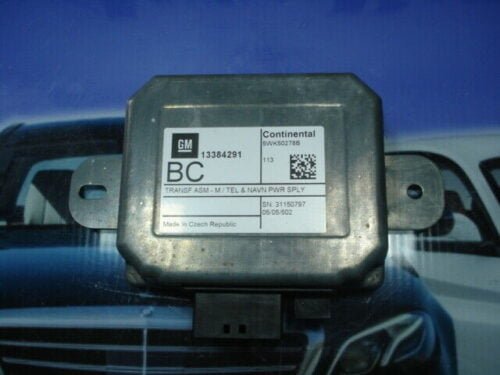 GM 13384291
BC
Continental
5WK50278B
113
TRANSF ASM - M / TEL & NAVN PWR SPLY
SN: 31150797
05/05/502
Made in Czech Republic